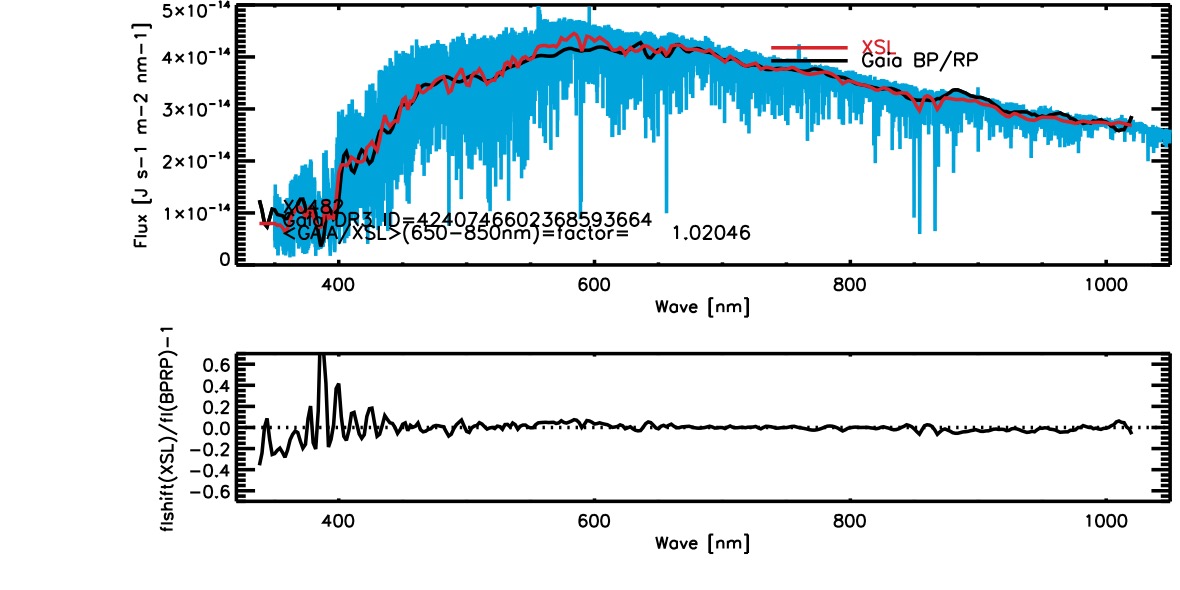 5×10−14
4×10−14
3×10−14
2×10−14
1×10−14
0
Flux [J s−1 m−2 nm−1]
XSL
Gaia BP/RP
X0482
Gaia DR3 ID=4240746602368593664
<GAIA/XSL>(650−850nm)=factor= 1.02046
400 600 800 1000
Wave [nm]
0.6
0.4
0.2
0.0
−0.2
−0.4
−0.6
flshift(XSL)/fl(BPRP)−1
400 600 800 1000
Wave [nm]